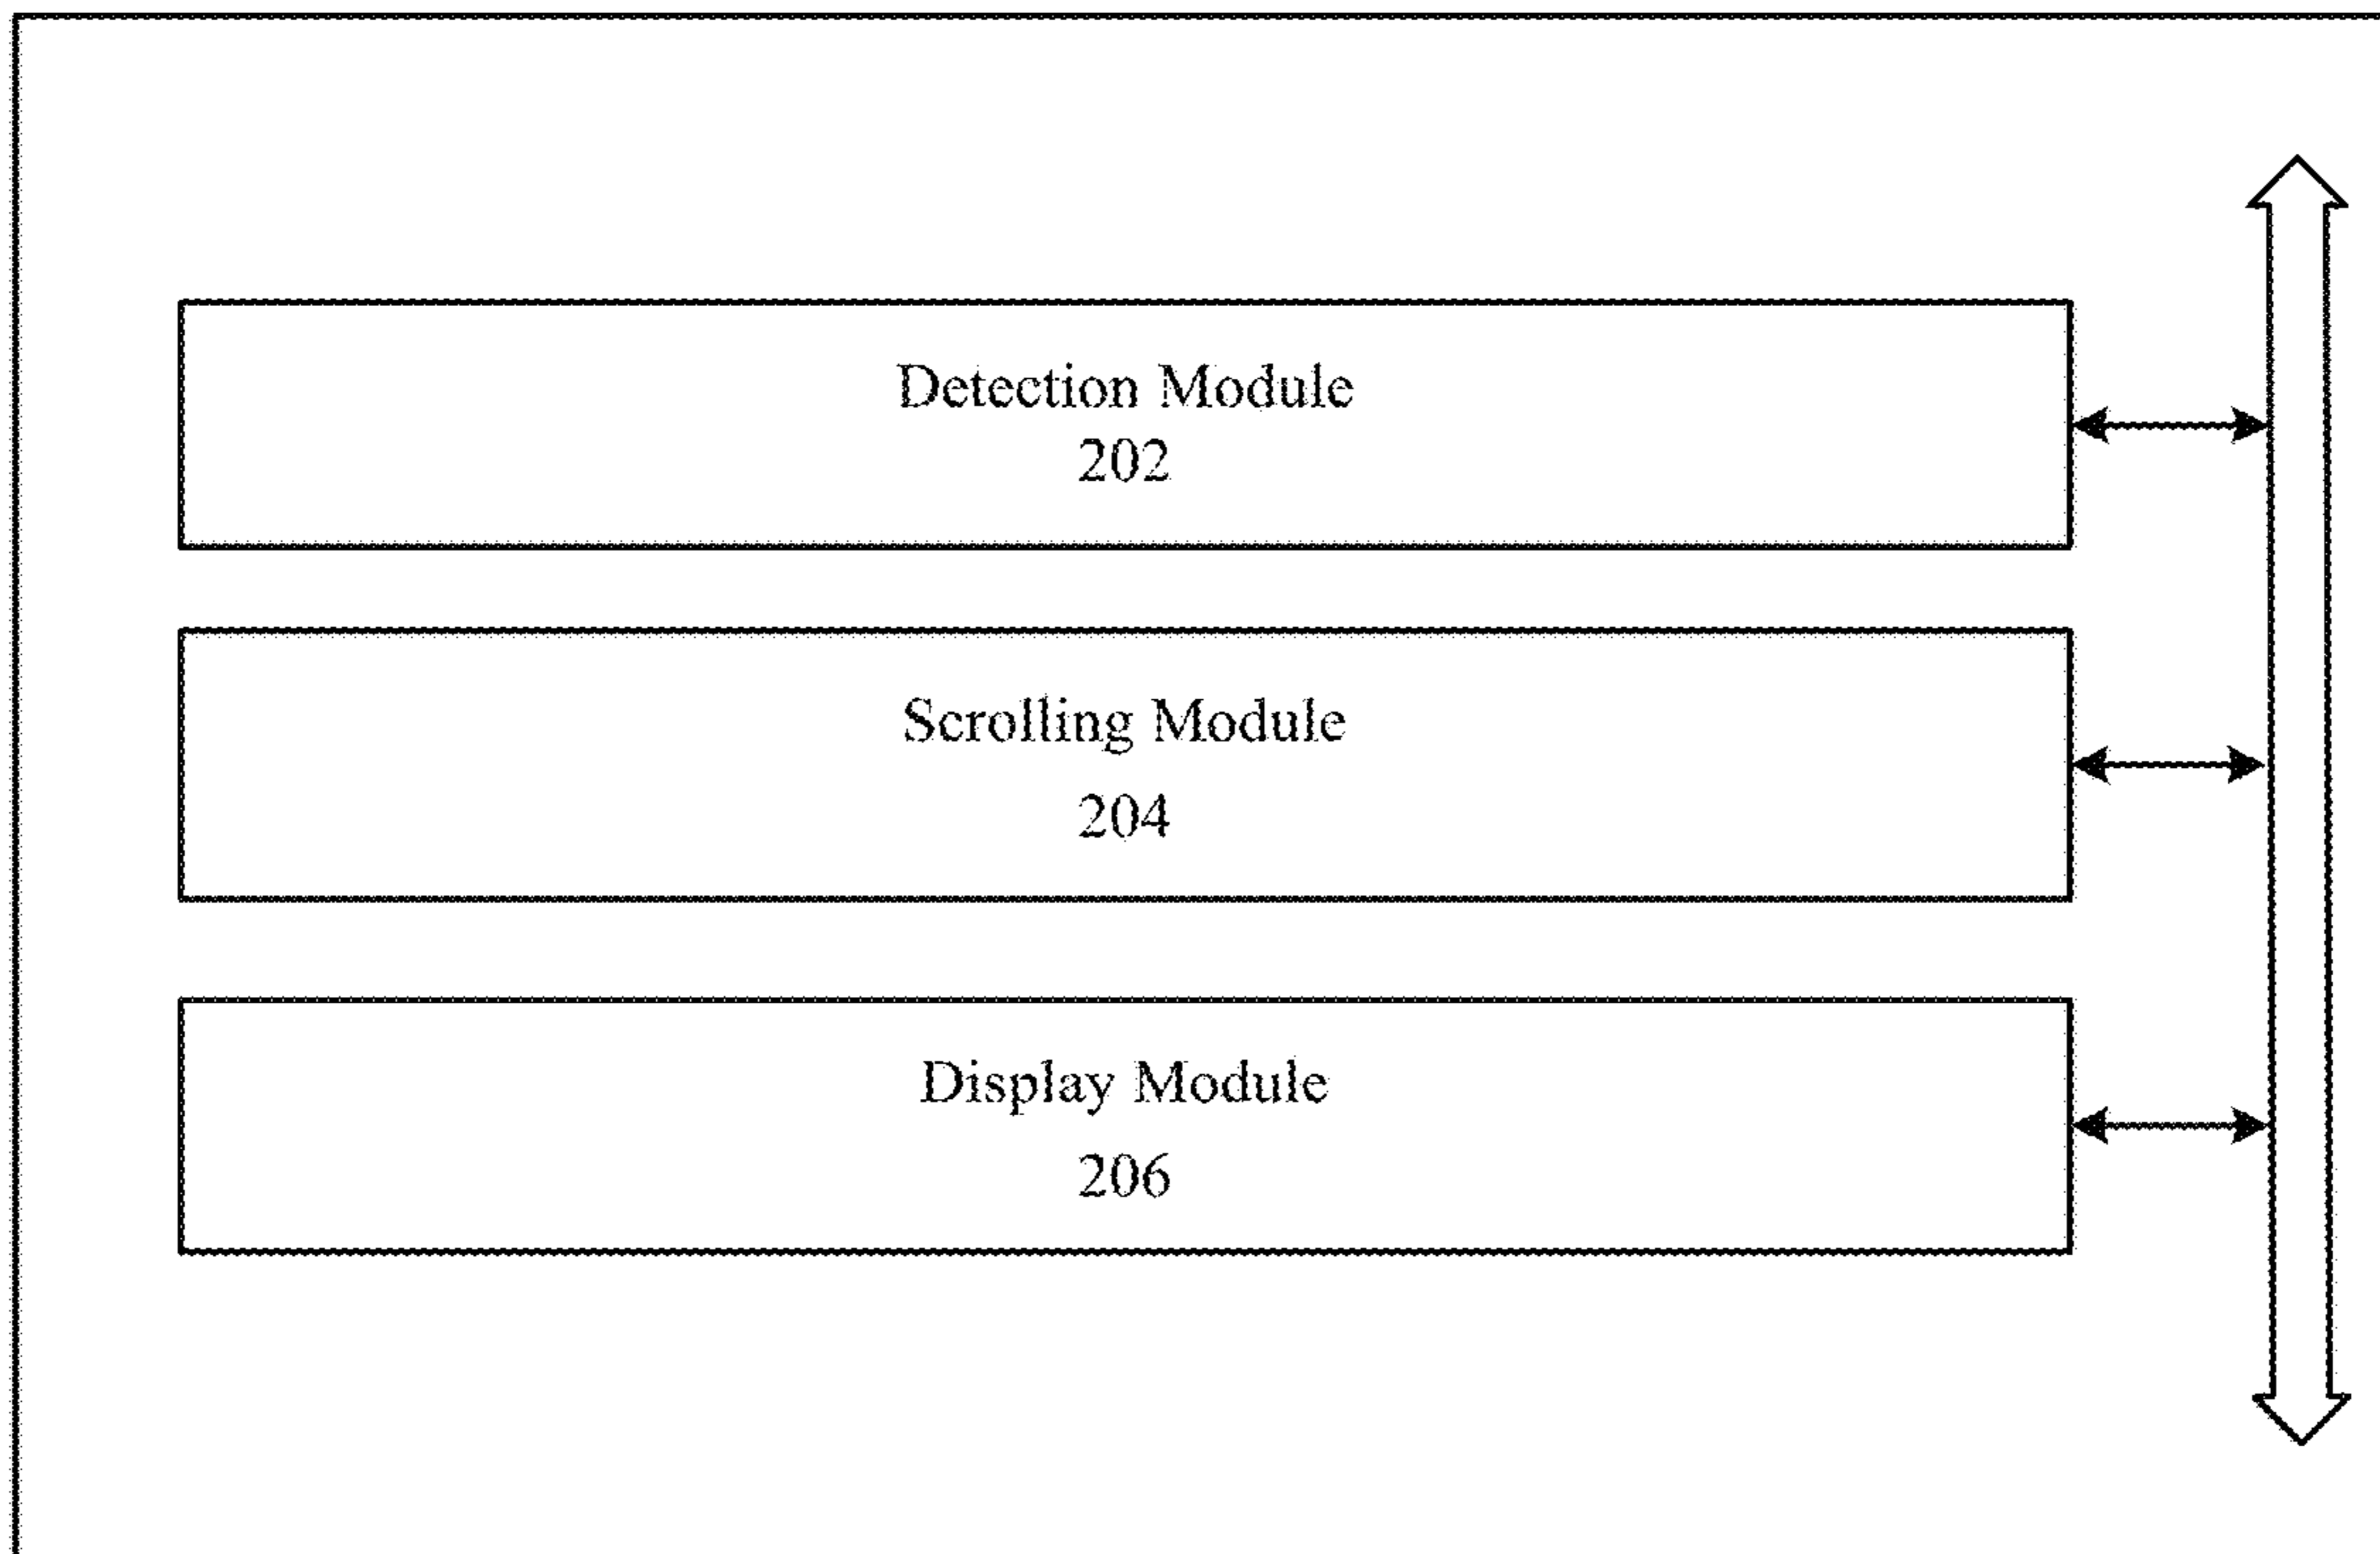 Detection Module
202
Scrolling Module
204
Display Module
206